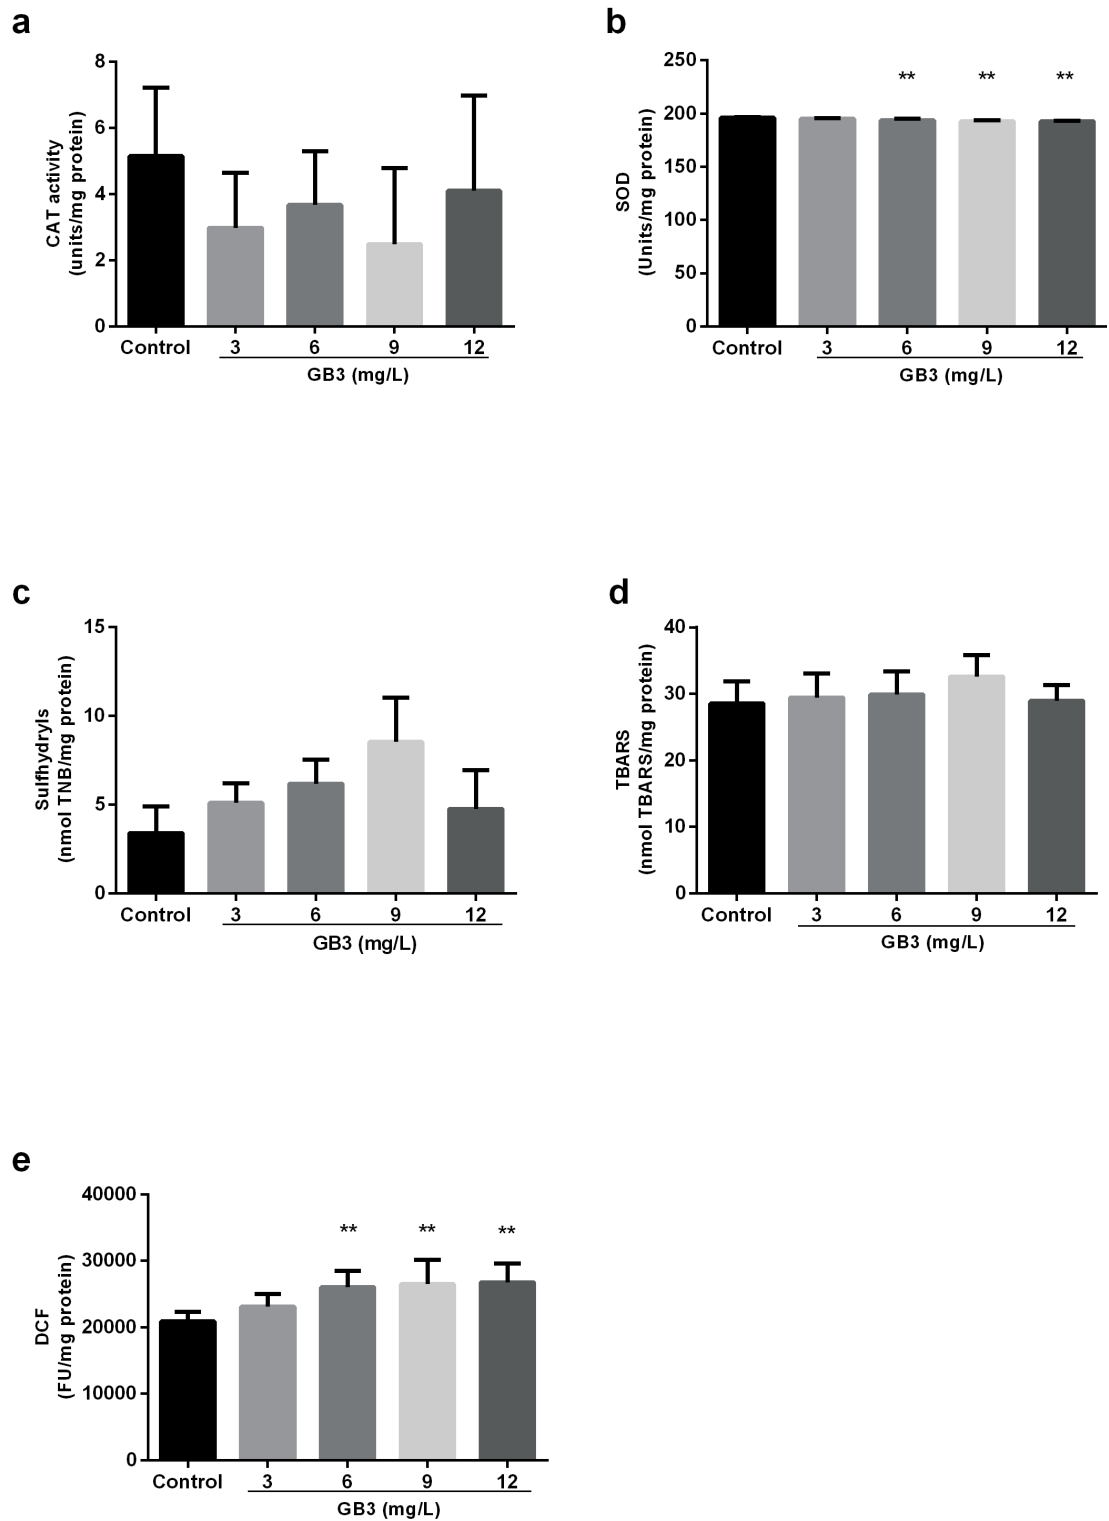 a
CAT activity
(units/mg protein)
8
6
4
2
0
Control 3 6 9 12
GB3 (mg/L)
b
SOD
(Units/mg protein)
250
200
150
100
50
0
** ** **
Control 3 6 9 12
GB3 (mg/L)
c
Sulfhydryls
(nmol TNB/mg protein)
15
10
5
0
Control 3 6 9 12
GB3 (mg/L)
d
TBARS
(nmol TBARS/mg protein)
40
30
20
10
0
Control 3 6 9 12
GB3 (mg/L)
e
DCF
(FU/mg protein)
40000
30000
20000
10000
0
** ** **
Control 3 6 9 12
GB3 (mg/L)